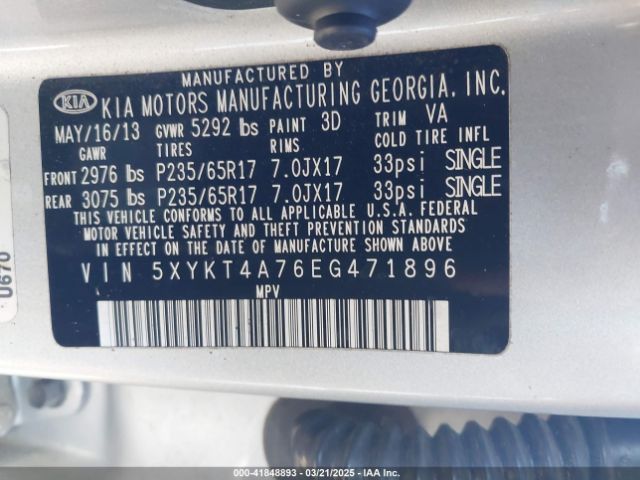 MANUFACTURED BY
KIA KIA MOTORS MANUFACTURING GEORGIA, INC.
MAY/16/13 GVWR 5292 lbs PAINT 3D TRIM VA
GAWR TIRES RIMS COLD TIRE INFL
FRONT 2976 lbs P235/65R17 7.0JX17 33psi SINGLE
REAR 3075 lbs P235/65R17 7.0JX17 33psi SINGLE
THIS VEHICLE CONFORMS TO ALL APPLICABLE U.S.A. FEDERAL
MOTOR VEHICLE SAFETY AND THEFT PREVENTION STANDARDS
IN EFFECT ON THE DATE OF MANUFACTURE SHOWN ABOVE.
VIN 5XYKT4A76EG471896
MPV
U670
000-41848893 — 03/21/2025 — IAA Inc.